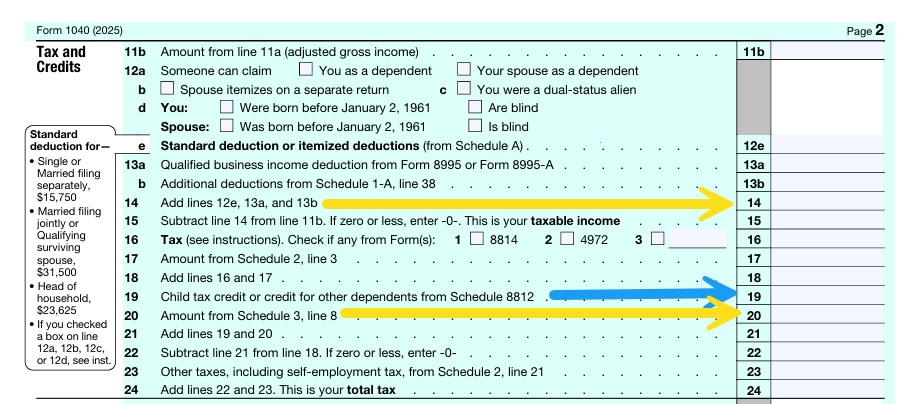 Form 1040 (2025) Page 2
Tax and
Credits
11b Amount from line 11a (adjusted gross income) . . . . . . . . . . . . . . . . 11b
12a Someone can claim You as a dependent Your spouse as a dependent
b Spouse itemizes on a separate return c You were a dual-status alien
d You: Were born before January 2, 1961 Are blind
Spouse: Was born before January 2, 1961 Is blind
e Standard deduction or itemized deductions (from Schedule A) . . . . . . . . . . . 12e
13a Qualified business income deduction from Form 8995 or Form 8995-A . . . . . . . . . 13a
b Additional deductions from Schedule 1-A, line 38 . . . . . . . . . . . . . . . 13b
14 Add lines 12e, 13a, and 13b 14
15 Subtract line 14 from line 11b. If zero or less, enter -0-. This is your taxable income . . . . . 15
16 Tax (see instructions). Check if any from Form(s): 1 8814 2 4972 3 16
17 Amount from Schedule 2, line 3 . . . . . . . . . . . . . . . . . . . . 17
18 Add lines 16 and 17 . . . . . . . . . . . . . . . . . . . . . . . 18
19 Child tax credit or credit for other dependents from Schedule 8812 . . . . . . . . . . 19
20 Amount from Schedule 3, line 8 . . . . . . . . . . . . . . . . . . . . 20
21 Add lines 19 and 20 . . . . . . . . . . . . . . . . . . . . . . . 21
22 Subtract line 21 from line 18. If zero or less, enter -0- . . . . . . . . . . . . . . 22
23 Other taxes, including self-employment tax, from Schedule 2, line 21 . . . . . . . . . 23
24 Add lines 22 and 23. This is your total tax . . . . . . . . . . . . . . . . . 24
Standard
deduction for—
• Single or
Married filing
separately,
$15,750
• Married filing
jointly or
Qualifying
surviving
spouse,
$31,500
• Head of
household,
$23,625
• If you checked
a box on line
12a, 12b, 12c,
or 12d, see inst.